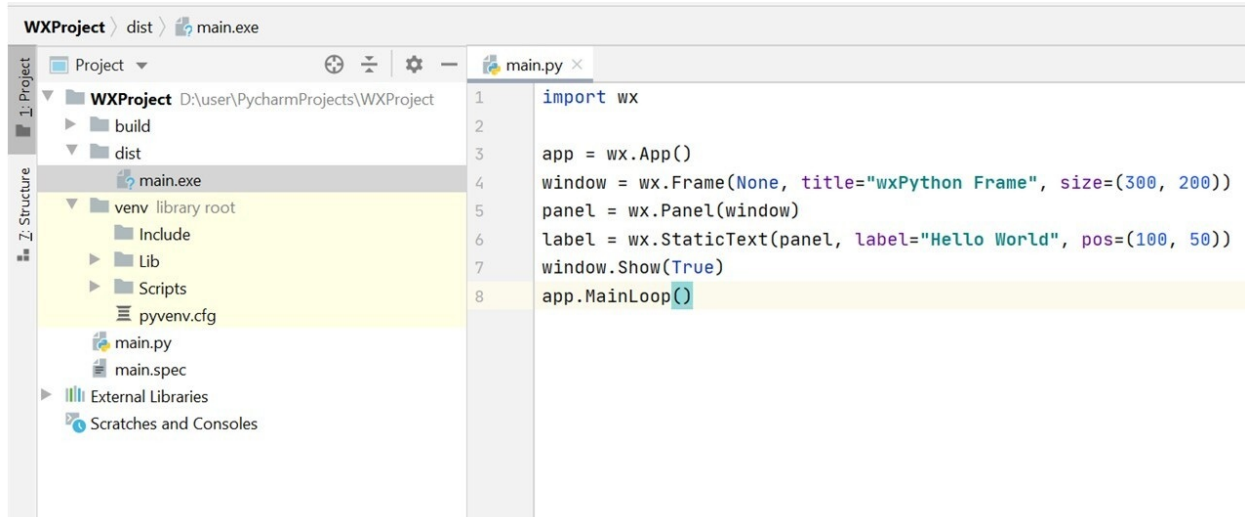 WXProject › dist › main.exe
1: Project
Z: Structure
Project
WXProject D:\user\PycharmProjects\WXProject
build
dist
main.exe
venv library root
Include
Lib
Scripts
pyvenv.cfg
main.py
main.spec
External Libraries
Scratches and Consoles
main.py
1 import wx
2
3 app = wx.App()
4 window = wx.Frame(None, title="wxPython Frame", size=(300, 200))
5 panel = wx.Panel(window)
6 label = wx.StaticText(panel, label="Hello World", pos=(100, 50))
7 window.Show(True)
8 app.MainLoop()